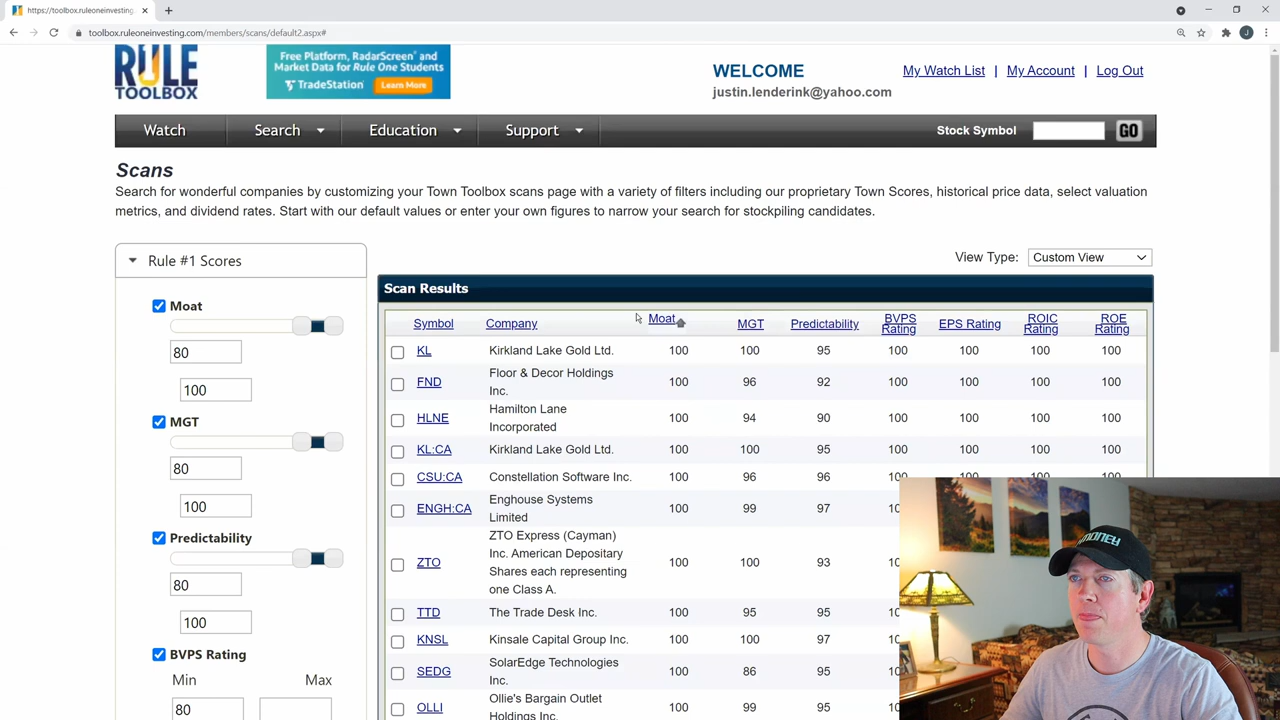 https://toolbox.ruleoneinvesting.co
toolbox.ruleoneinvesting.com/members/scans/default2.aspx#
J
RULE
TOOLBOX
Free Platform, RadarScreen® and
Market Data for Rule One Students
TradeStation Learn More
WELCOME
justin.lenderink@yahoo.com
My Watch List | My Account | Log Out
Watch Search Education Support Stock Symbol GO
Scans
Search for wonderful companies by customizing your Town Toolbox scans page with a variety of filters including our proprietary Town Scores, historical price data, select valuation
metrics, and dividend rates. Start with our default values or enter your own figures to narrow your search for stockpiling candidates.
Rule #1 Scores
Moat
80
100
MGT
80
100
Predictability
80
100
BVPS Rating
Min Max
80
View Type: Custom View
Scan Results
Symbol Company Moat MGT Predictability BVPS Rating EPS Rating ROIC Rating ROE Rating
KL Kirkland Lake Gold Ltd. 100 100 95 100 100 100 100
FND Floor & Decor Holdings Inc. 100 96 92 100 100 100 100
HLNE Hamilton Lane Incorporated 100 94 90 100 100 100 100
KL:CA Kirkland Lake Gold Ltd. 100 100 95 100 100 100 100
CSU:CA Constellation Software Inc. 100 96 96 100 100 100 100
ENGH:CA Enghouse Systems Limited 100 99 97
ZTO ZTO Express (Cayman) Inc. American Depositary Shares each representing one Class A. 100 100 93
TTD The Trade Desk Inc. 100 95 95
KNSL Kinsale Capital Group Inc. 100 100 97
SEDG SolarEdge Technologies Inc. 100 86 95
OLLI Ollie's Bargain Outlet Holdings Inc. 100 99 95